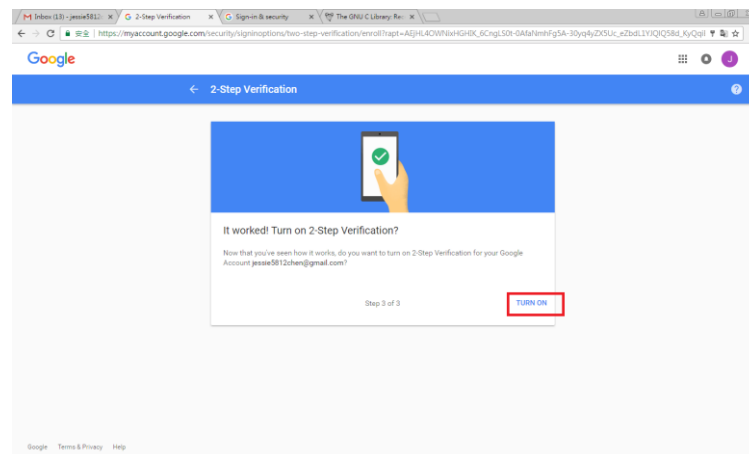 Inbox (13) - jessie5812
2-Step Verification
Sign-in & security
The GNU C Library: Re
安全 https://myaccount.google.com/security/signinoptions/two-step-verification/enroll?rapt=
Google
J
2-Step Verification
It worked! Turn on 2-Step Verification?
Now that you've seen how it works, do you want to turn on 2-Step Verification for your Google
Account jessie5812chen@gmail.com?
Step 3 of 3
TURN ON
Google Terms & Privacy Help